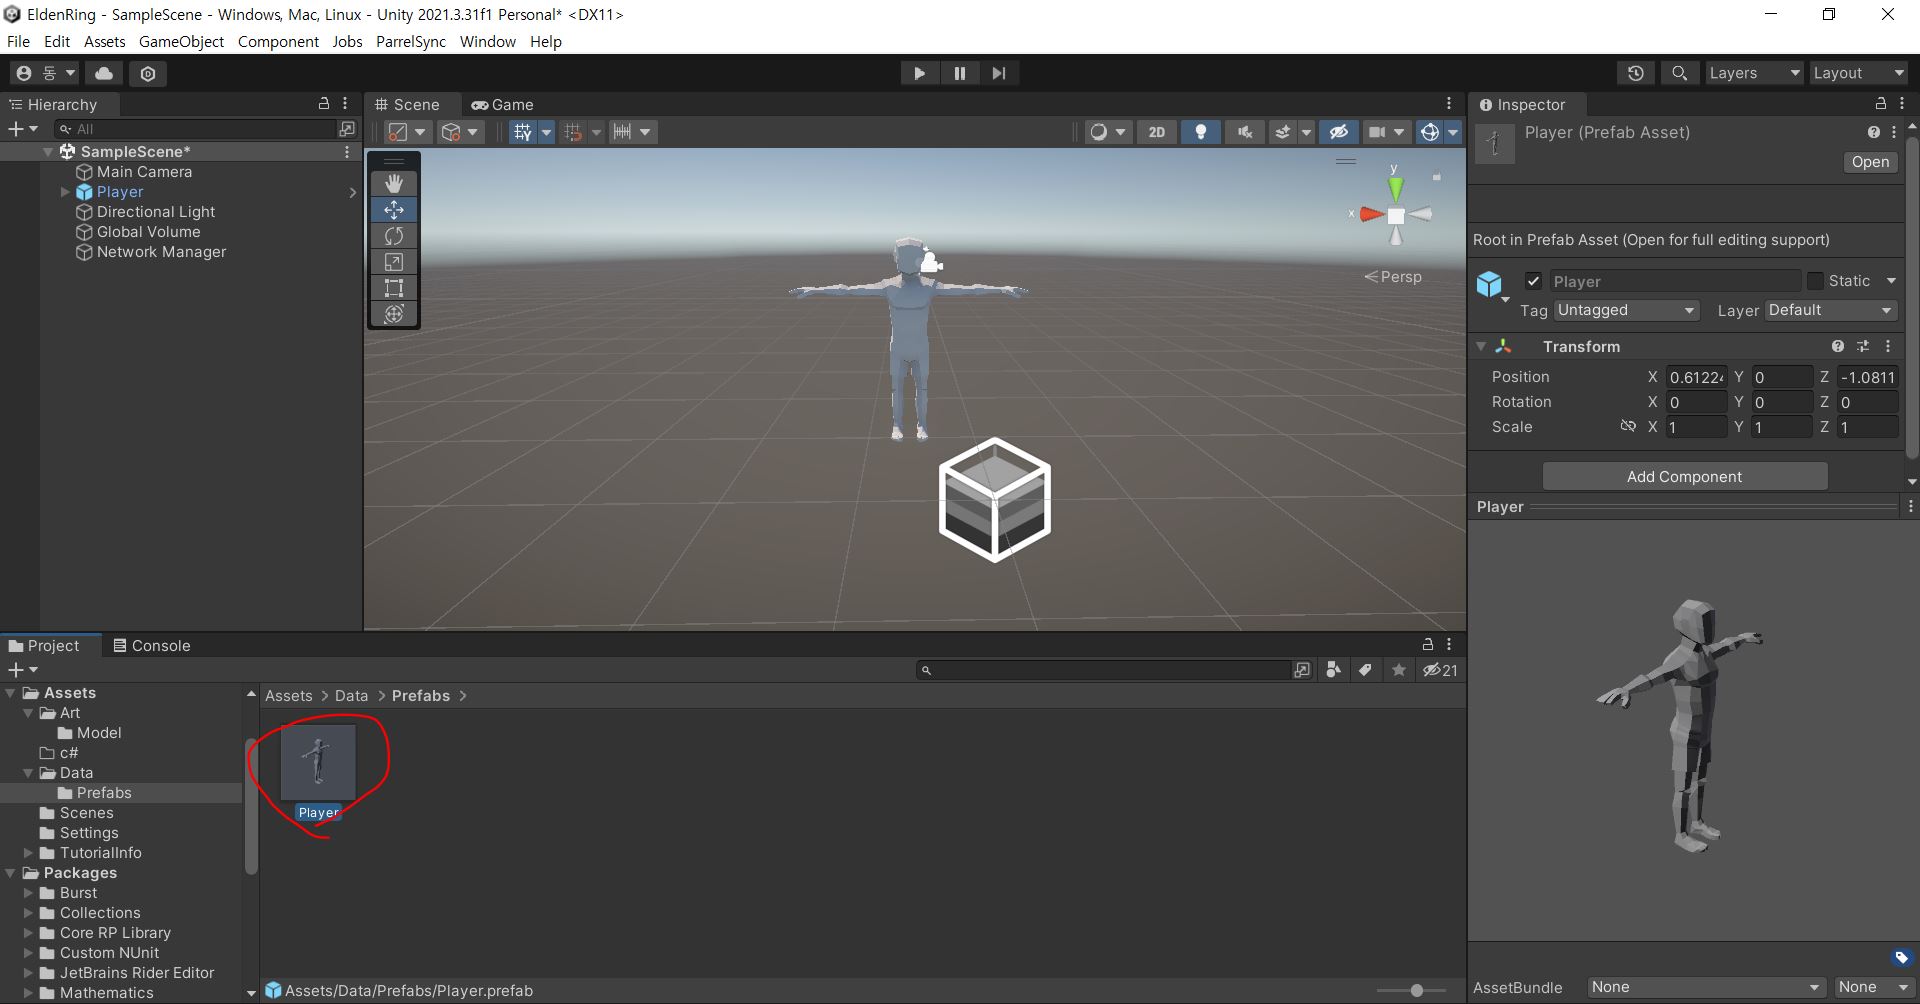 EldenRing - SampleScene - Windows, Mac, Linux - Unity 2021.3.31f1 Personal* <DX11>
File Edit Assets GameObject Component Jobs ParrelSync Window Help
동 Layers Layout
Hierarchy
All
SampleScene*
Main Camera
Player
Directional Light
Global Volume
Network Manager
Scene Game
2D
y
x
Persp
Inspector
Player (Prefab Asset)
Open
Root in Prefab Asset (Open for full editing support)
Player Static
Tag Untagged Layer Default
Transform
Position X 0.6122 Y 0 Z -1.0811
Rotation X 0 Y 0 Z 0
Scale X 1 Y 1 Z 1
Add Component
Player
AssetBundle None None
Project Console
21
Assets
Art
Model
c#
Data
Prefabs
Scenes
Settings
TutorialInfo
Packages
Burst
Collections
Core RP Library
Custom NUnit
JetBrains Rider Editor
Mathematics
Assets > Data > Prefabs >
Player
Assets/Data/Prefabs/Player.prefab